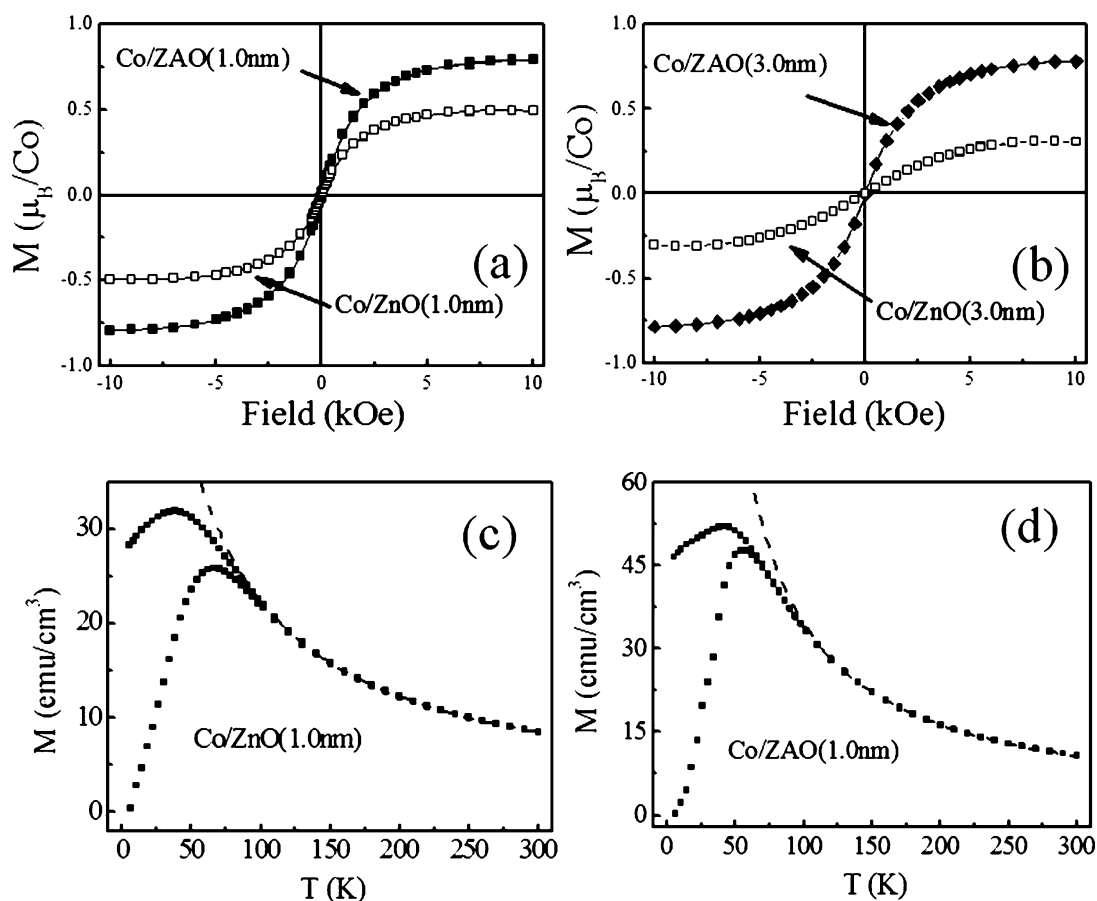 1.0
0.5
0.0
-0.5
-1.0
-10
-5
0
5
10
M (μB/Co)
Field (kOe)
Co/ZAO(1.0nm)
Co/ZnO(1.0nm)
(a)
1.0
0.5
0.0
-0.5
-1.0
-10
-5
0
5
10
M (μB/Co)
Field (kOe)
Co/ZAO(3.0nm)
Co/ZnO(3.0nm)
(b)
30
20
10
0
0
50
100
150
200
250
300
M (emu/cm³)
T (K)
Co/ZnO(1.0nm)
(c)
60
45
30
15
0
0
50
100
150
200
250
300
M (emu/cm³)
T (K)
Co/ZAO(1.0nm)
(d)